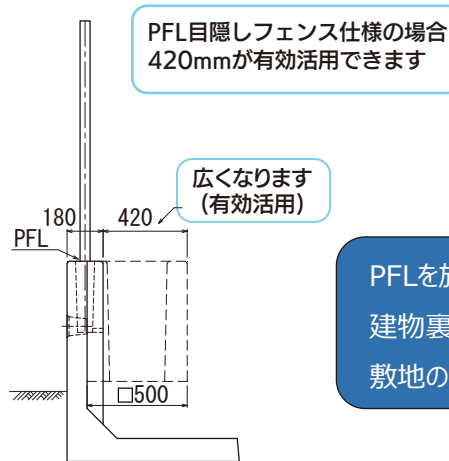 PFL目隠しフェンス仕様の場合
420mmが有効活用できます
広くなります
(有効活用)
180 420
PFL
PFLを
建物裏
敷地の
□500